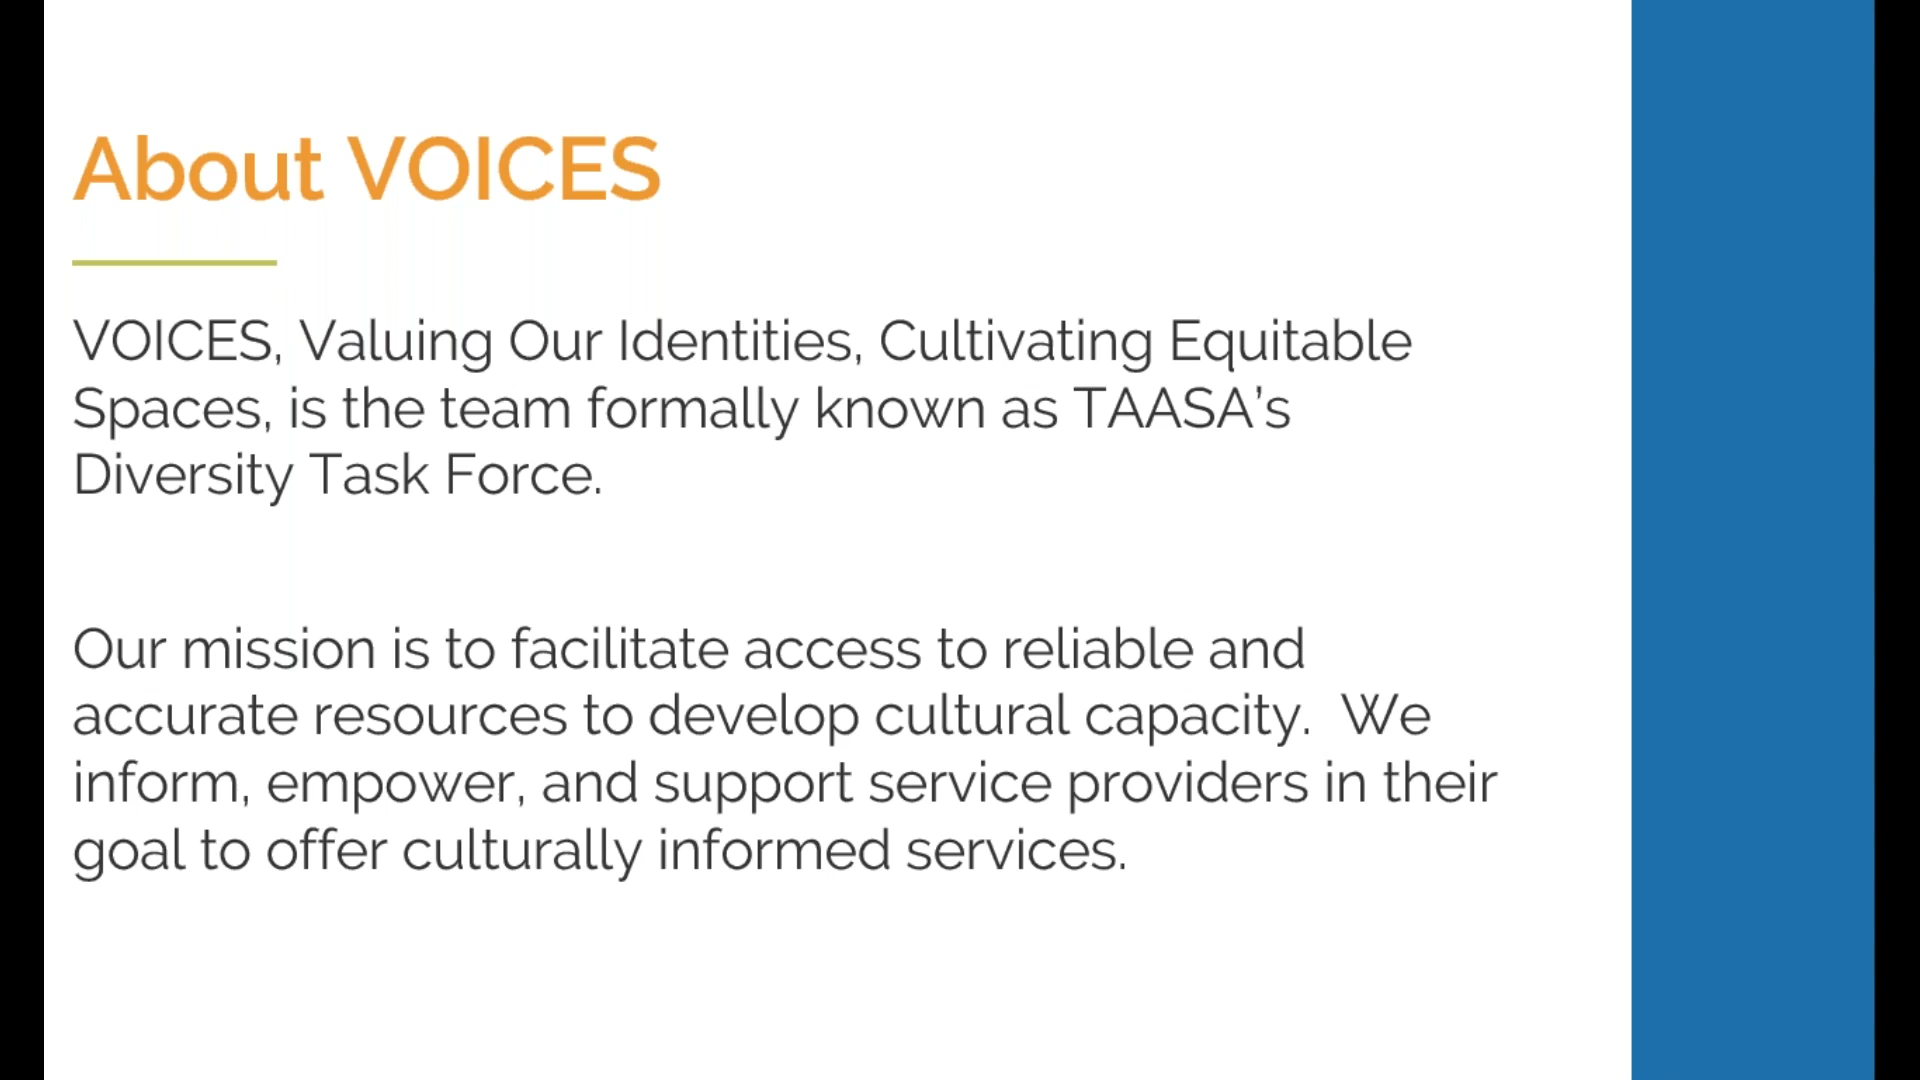 About VOICES
VOICES, Valuing Our Identities, Cultivating Equitable
Spaces, is the team formally known as TAASA's
Diversity Task Force.
Our mission is to facilitate access to reliable and
accurate resources to develop cultural capacity.  We
inform, empower, and support service providers in their
goal to offer culturally informed services.